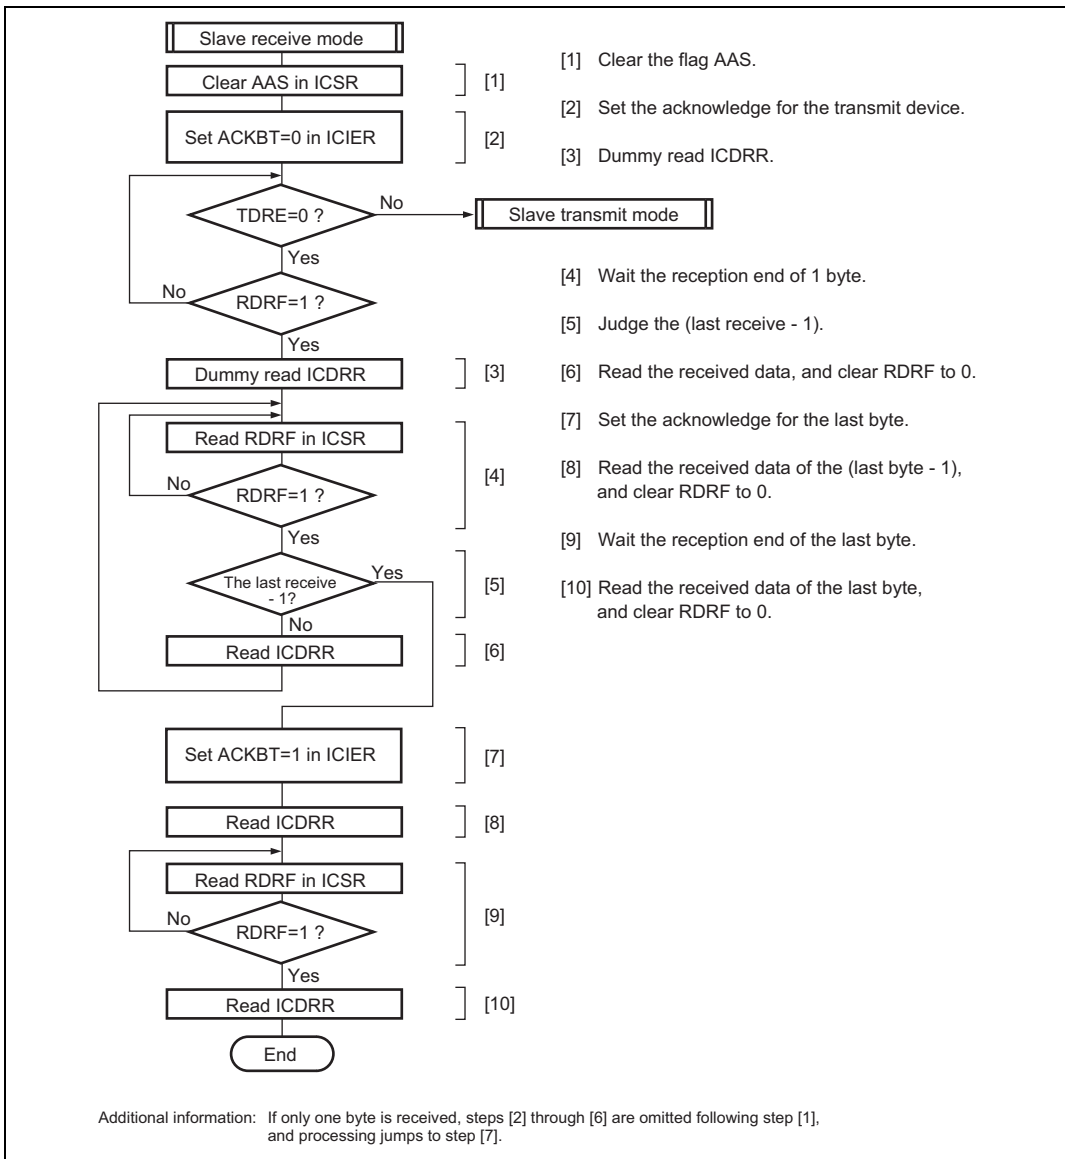 Slave receive mode
Clear AAS in ICSR
[1]
Set ACKBT=0 in ICIER
[2]
TDRE=0 ?
No
Slave transmit mode
Yes
No
RDRF=1 ?
Yes
Dummy read ICDRR
[3]
Read RDRF in ICSR
[4]
No
RDRF=1 ?
Yes
The last receive
- 1?
Yes
[5]
No
Read ICDRR
[6]
Set ACKBT=1 in ICIER
[7]
Read ICDRR
[8]
Read RDRF in ICSR
[9]
No
RDRF=1 ?
Yes
Read ICDRR
[10]
End
[1] Clear the flag AAS.
[2] Set the acknowledge for the transmit device.
[3] Dummy read ICDRR.
[4] Wait the reception end of 1 byte.
[5] Judge the (last receive - 1).
[6] Read the received data, and clear RDRF to 0.
[7] Set the acknowledge for the last byte.
[8] Read the received data of the (last byte - 1),
and clear RDRF to 0.
[9] Wait the reception end of the last byte.
[10] Read the received data of the last byte,
and clear RDRF to 0.
Additional information: If only one byte is received, steps [2] through [6] are omitted following step [1],
and processing jumps to step [7].